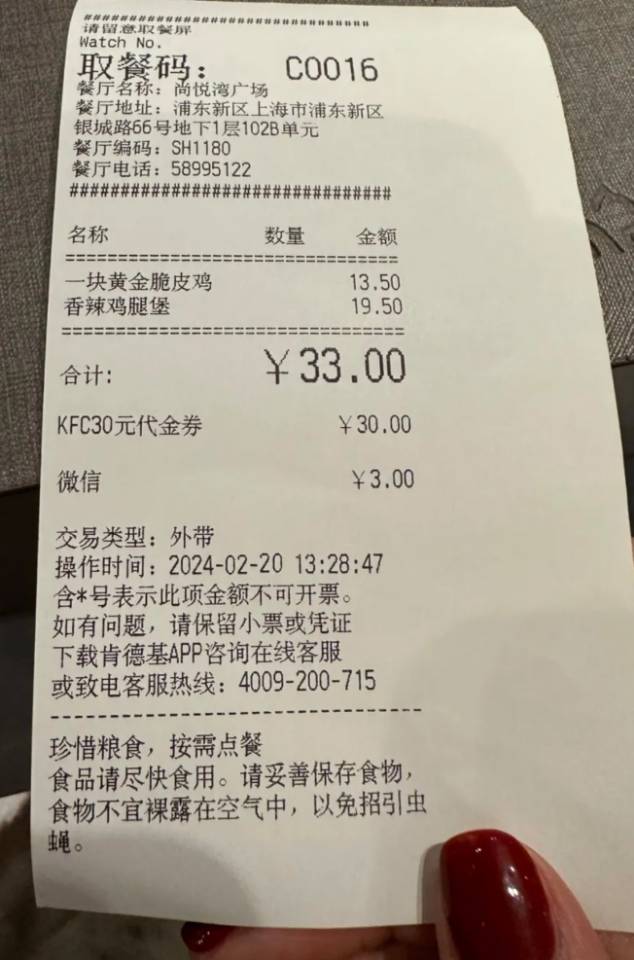 ################################
请留意取餐屏
Watch No.
取餐码： C0016
餐厅名称：尚悦湾广场
餐厅地址：浦东新区上海市浦东新区
银城路66号地下1层102B单元
餐厅编码：SH1180
餐厅电话：58995122
################################
名称 数量 金额
================================
一块黄金脆皮鸡 13.50
香辣鸡腿堡 19.50
================================
合计: ￥33.00
KFC30元代金券 ￥30.00
微信 ￥3.00
交易类型：外带
操作时间：2024-02-20 13:28:47
含*号表示此项金额不可开票。
如有问题，请保留小票或凭证
下载肯德基APP咨询在线客服
或致电客服热线：4009-200-715
--------------------------------
珍惜粮食，按需点餐
食品请尽快食用。请妥善保存食物，
食物不宜裸露在空气中，以免招引虫
蝇。